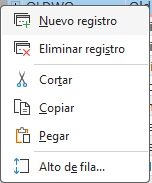 Nuevo registro
Eliminar registro
Cortar
Copiar
Pegar
Alto de fila...